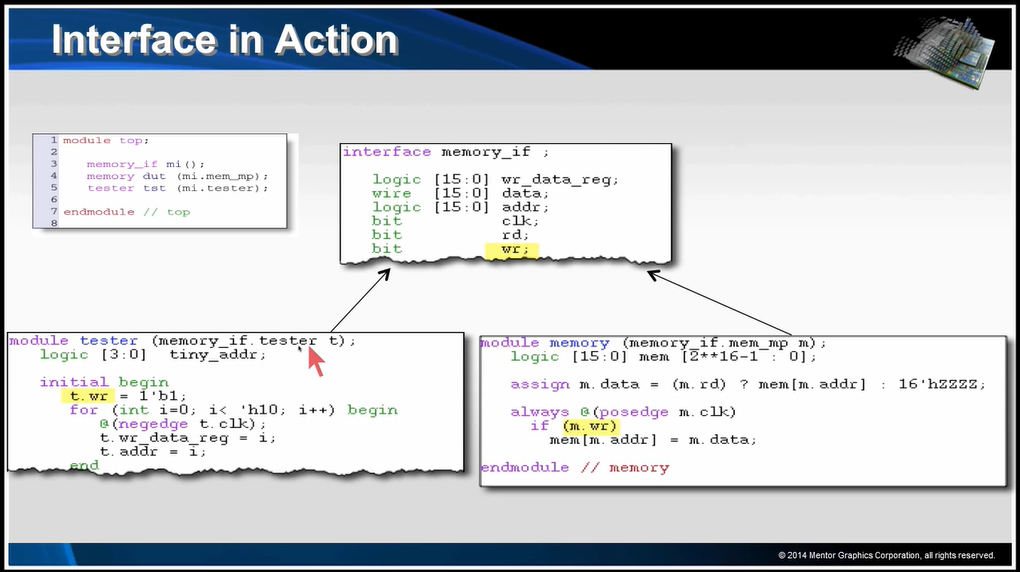 Interface in Action
1 module top;
2
3 memory_if mi();
4 memory dut (mi.mem_mp);
5 tester tst (mi.tester);
6
7 endmodule // top
8
interface memory_if ;
logic [15:0] wr_data_reg;
wire [15:0] data;
logic [15:0] addr;
bit clk;
bit rd;
bit wr;
module tester (memory_if.tester t);
logic [3:0] tiny_addr;
initial begin
t.wr = 1'b1;
for (int i=0; i< 'h10; i++) begin
@(negedge t.clk);
t.wr_data_reg = i;
t.addr = i;
end
module memory (memory_if.mem_mp m);
logic [15:0] mem [2**16-1 : 0];
assign m.data = (m.rd) ? mem[m.addr] : 16'hZZZZ;
always @(posedge m.clk)
if (m.wr)
mem[m.addr] = m.data;
endmodule // memory
© 2014 Mentor Graphics Corporation, all rights reserved.